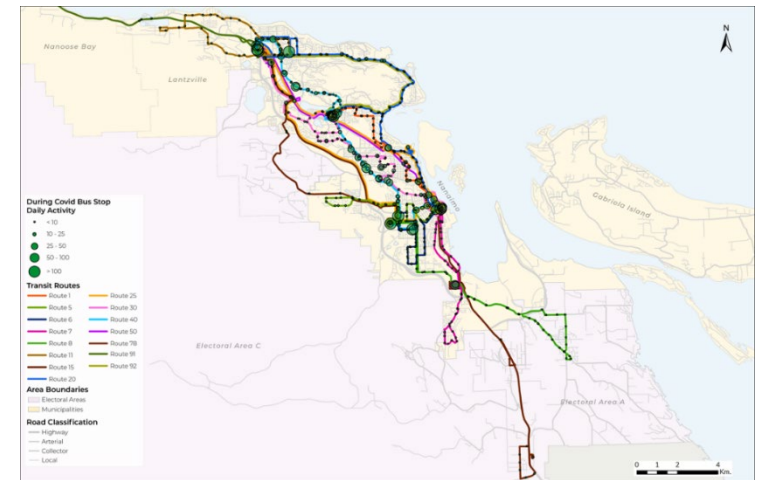 N
Nanoose Bay
Lantzville
Nanaimo
Gabriola Island
Electoral Area C
Electoral Area A
During Covid Bus Stop
Daily Activity
< 10
10 - 25
25 - 50
50 - 100
> 100
Transit Routes
Route 1
Route 5
Route 6
Route 7
Route 8
Route 11
Route 15
Route 20
Route 25
Route 30
Route 40
Route 50
Route 78
Route 91
Route 92
Area Boundaries
Electoral Areas
Municipalities
Road Classification
Highway
Arterial
Collector
Local
0 1 2 4
Km.